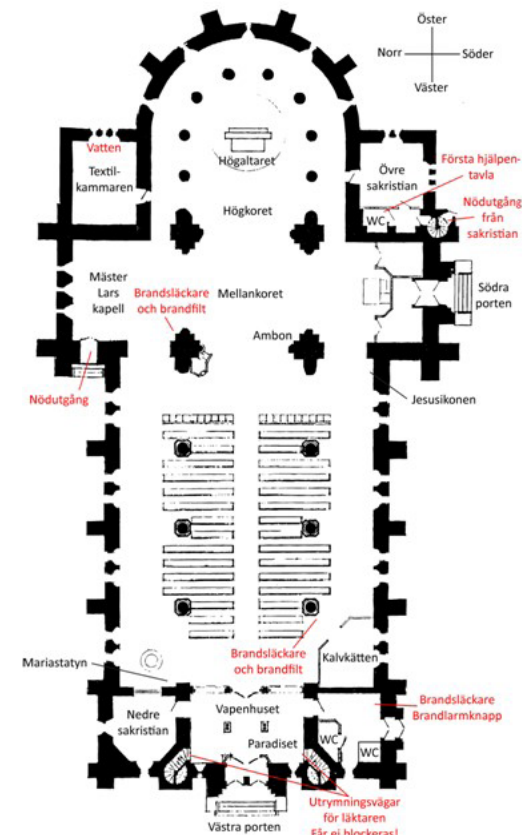 Öster
Norr
Söder
Väster
Vatten
Textil-
kammaren
Högaltaret
Övre
sakristian
Första hjälpen-
tavla
WC
Nödutgång
från
sakristian
Högkoret
Mäster
Lars
kapell
Brandsläckare
och brandfilt
Mellankoret
Södra
porten
Ambon
Nödutgång
Jesusikonen
Brandsläckare
och brandfilt
Kalvkätten
Mariastatyn
Nedre
sakristian
Vapenhuset
Paradiset
WC
WC
Brandsläckare
Brandlarmknapp
Utrymningsvägar
för läktaren
Får ej blockeras!
Västra porten